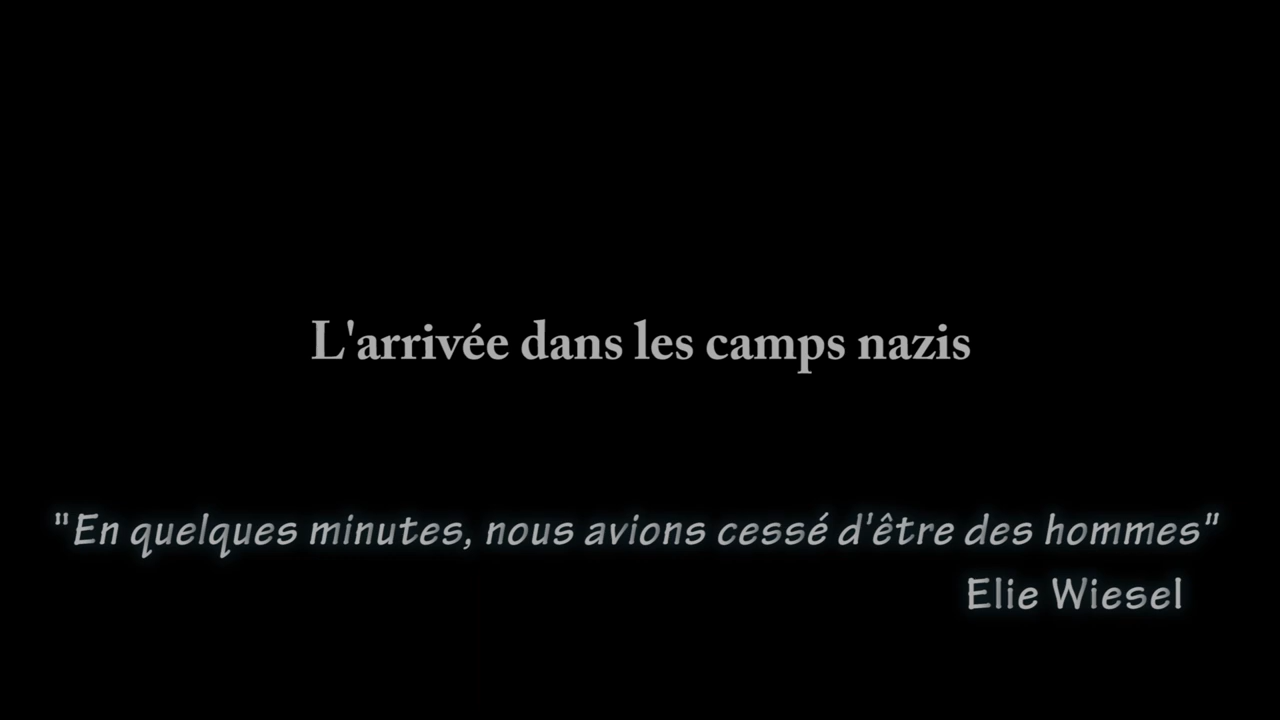 L'arrivée dans les camps nazis
"En quelques minutes, nous avions cessé d'être des hommes"
Elie Wiesel